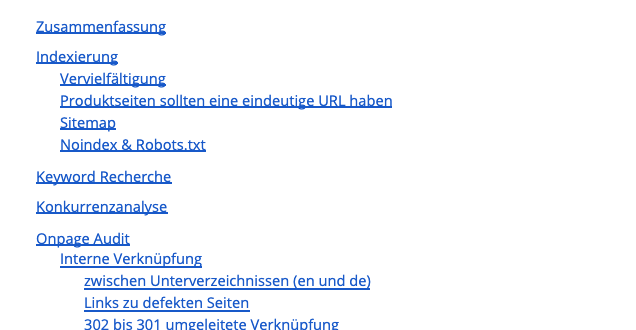 Zusammenfassung
Indexierung
Vervielfältigung
Produktseiten sollten eine eindeutige URL haben
Sitemap
Noindex & Robots.txt
Keyword Recherche
Konkurrenzanalyse
Onpage Audit
Interne Verknüpfung
zwischen Unterverzeichnissen (en und de)
Links zu defekten Seiten
302 bis 301 umgeleitete Verknüpfung